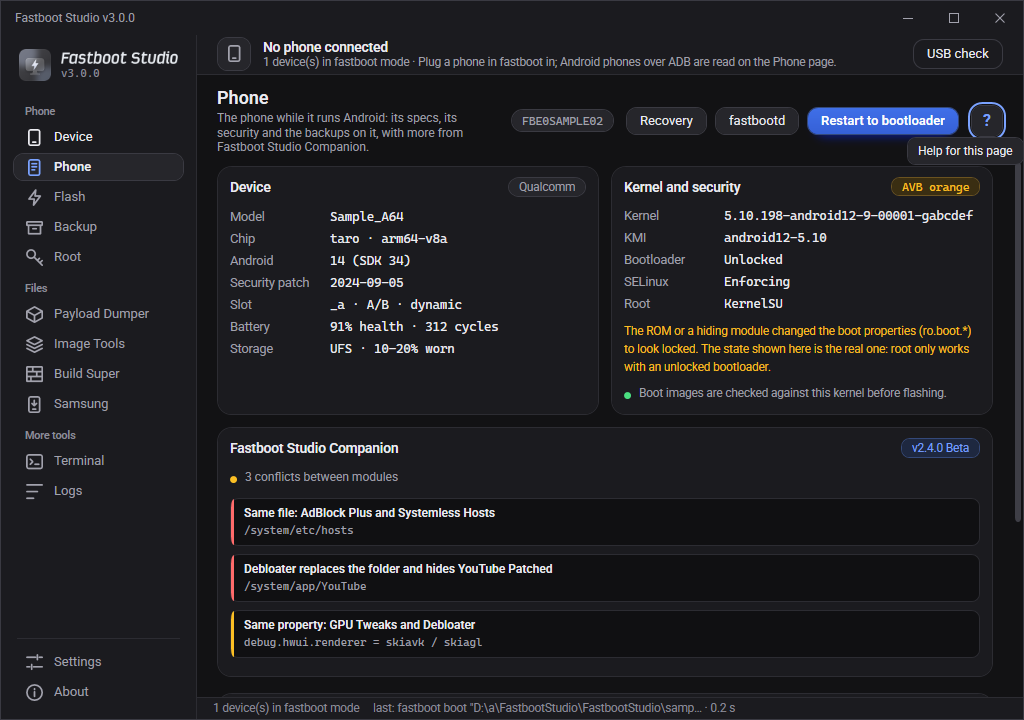 Fastboot Studio v3.0.0
Fastboot Studio
v3.0.0
No phone connected
1 device(s) in fastboot mode · Plug a phone in fastboot in; Android phones over ADB are read on the Phone page.
USB check
Phone
Device
Phone
Flash
Backup
Root
Files
Payload Dumper
Image Tools
Build Super
Samsung
More tools
Terminal
Logs
Settings
About
Phone
The phone while it runs Android: its specs, its
security and the backups on it, with more from
Fastboot Studio Companion.
FBE0SAMPLE02
Recovery
fastbootd
Restart to bootloader
?
Help for this page
Device
Qualcomm
Model Sample_A64
Chip taro · arm64-v8a
Android 14 (SDK 34)
Security patch 2024-09-05
Slot _a · A/B · dynamic
Battery 91% health · 312 cycles
Storage UFS · 10–20% worn
Kernel and security
AVB orange
Kernel 5.10.198-android12-9-00001-gabcdef
KMI android12-5.10
Bootloader Unlocked
SELinux Enforcing
Root KernelSU
The ROM or a hiding module changed the boot properties (ro.boot.*)
to look locked. The state shown here is the real one: root only works
with an unlocked bootloader.
Boot images are checked against this kernel before flashing.
Fastboot Studio Companion
v2.4.0 Beta
3 conflicts between modules
Same file: AdBlock Plus and Systemless Hosts
/system/etc/hosts
Debloater replaces the folder and hides YouTube Patched
/system/app/YouTube
Same property: GPU Tweaks and Debloater
debug.hwui.renderer = skiavk / skiagl
1 device(s) in fastboot mode last: fastboot boot "D:\a\FastbootStudio\FastbootStudio\samp… · 0.2 s